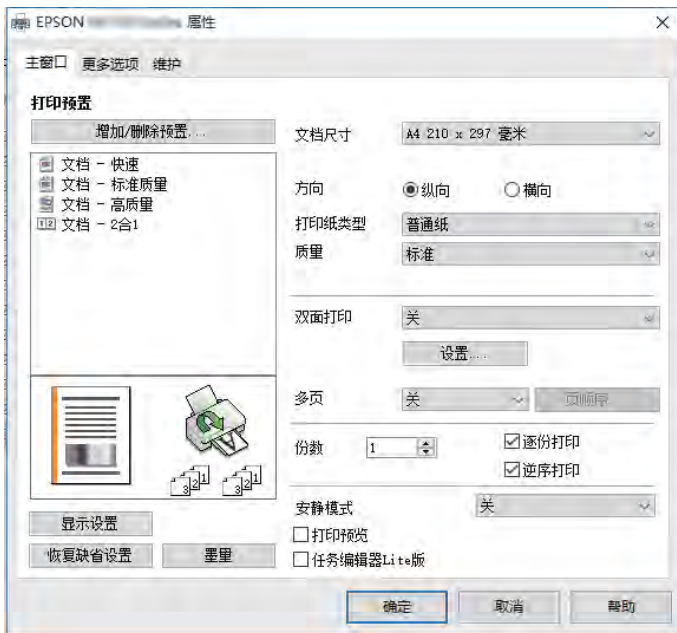 EPSON 属性
主窗口 更多选项 维护
打印预置
增加/删除预置...
文档 - 快速
文档 - 标准质量
文档 - 高质量
12 文档 - 2合1
321 321
显示设置
恢复缺省设置 墨量
文档尺寸 A4 210 x 297 毫米
方向 纵向 横向
打印纸类型 普通纸
质量 标准
双面打印 关
设置...
多页 关 页顺序
份数 1 逐份打印
逆序打印
安静模式 关
打印预览
任务编辑器Lite版
确定 取消 帮助